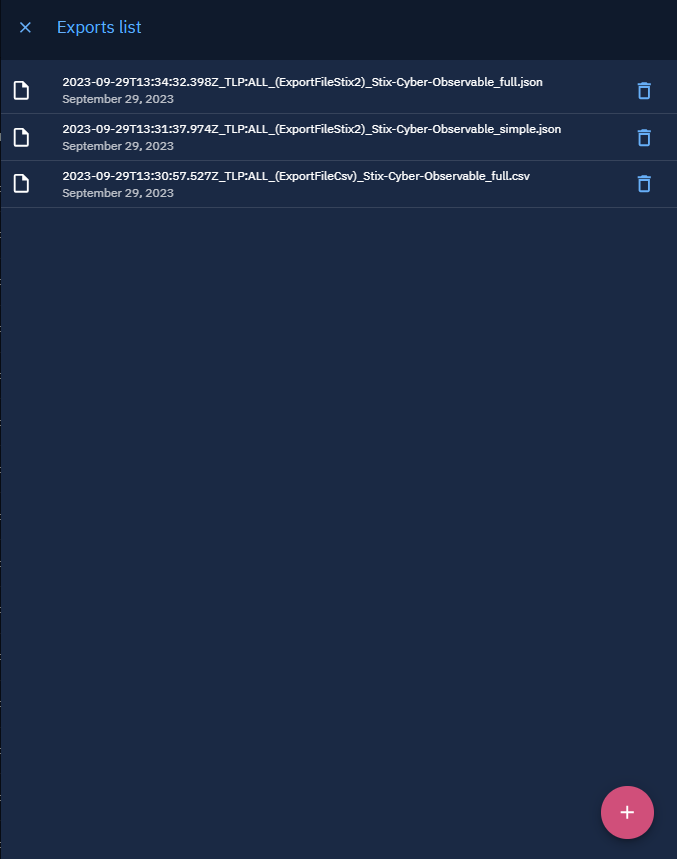 Exports list
2023-09-29T13:34:32.398Z_TLP:ALL_(ExportFileStix2)_Stix-Cyber-Observable_full.json
September 29, 2023
2023-09-29T13:31:37.974Z_TLP:ALL_(ExportFileStix2)_Stix-Cyber-Observable_simple.json
September 29, 2023
2023-09-29T13:30:57.527Z_TLP:ALL_(ExportFileCsv)_Stix-Cyber-Observable_full.csv
September 29, 2023